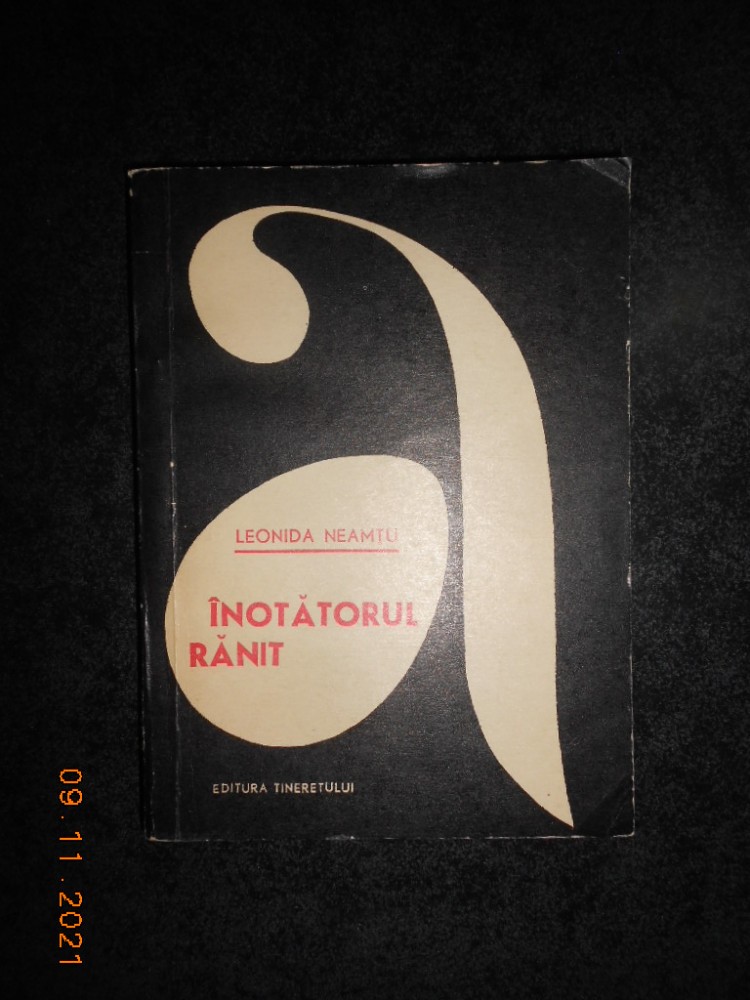 a
LEONIDA NEAMȚU
ÎNOTĂTORUL
RĂNIT
EDITURA TINERETULUI
09.11.2021